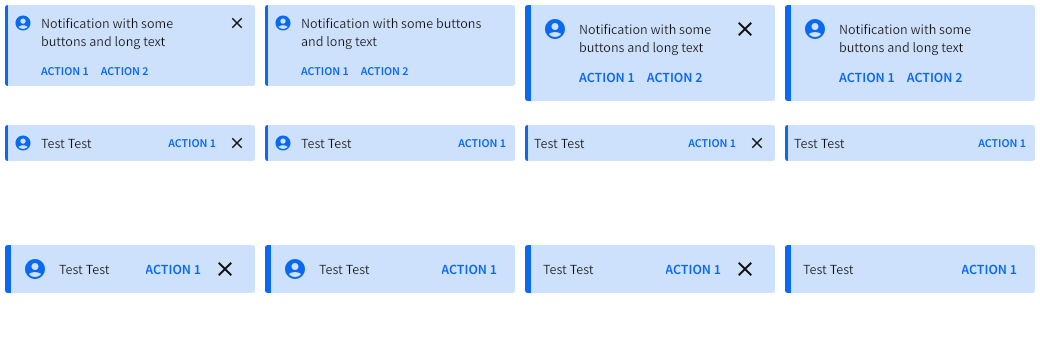 Notification with some
buttons and long text
ACTION 1 ACTION 2
Notification with some buttons
and long text
ACTION 1 ACTION 2
Notification with some
buttons and long text
ACTION 1 ACTION 2
Notification with some
buttons and long text
ACTION 1 ACTION 2
Test Test ACTION 1
Test Test ACTION 1
Test Test ACTION 1
Test Test ACTION 1
Test Test ACTION 1
Test Test ACTION 1
Test Test ACTION 1
Test Test ACTION 1